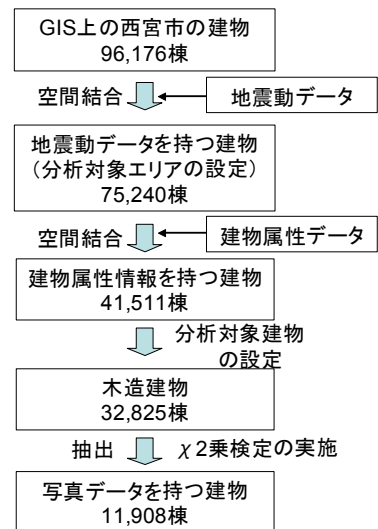 GIS上の西宮市の建物
96,176棟
空間結合
地震動データ
地震動データを持つ建物
(分析対象エリアの設定)
75,240棟
空間結合
建物属性データ
建物属性情報を持つ建物
41,511棟
分析対象建物
の設定
木造建物
32,825棟
抽出
χ2乗検定の実施
写真データを持つ建物
11,908棟